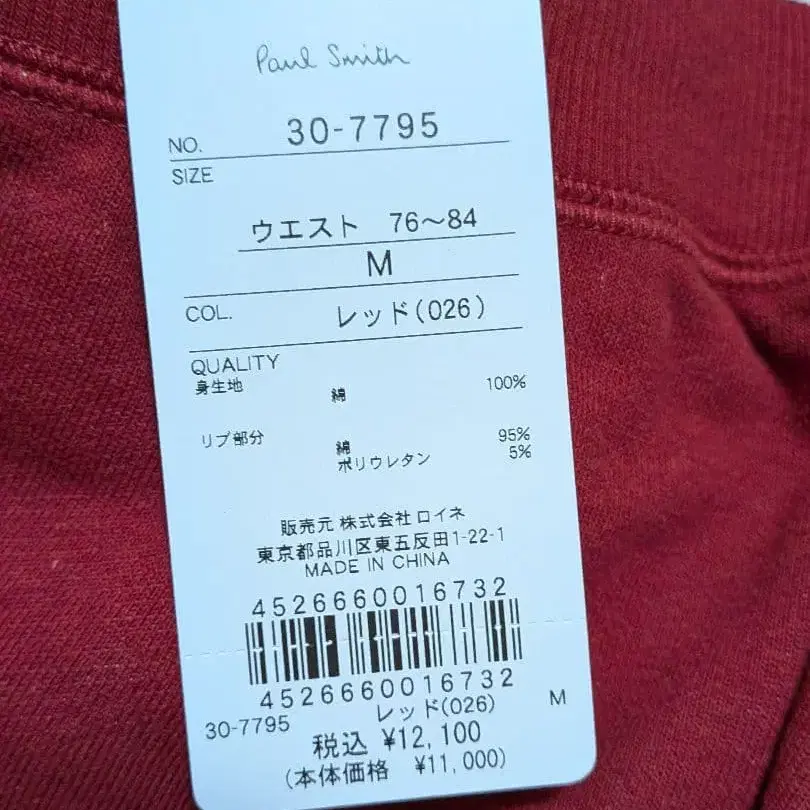 Paul Smith
NO. 30-7795
SIZE
ウエスト 76～84
M
COL. レッド(026)
QUALITY
身生地 綿 100%
リブ部分 綿 95%
ポリウレタン 5%
販売元 株式会社 ロイネ
東京都品川区東五反田1-22-1
MADE IN CHINA
4526660016732
4526660016732
30-7795 レッド(026) M
税込 ¥12,100
(本体価格 ¥11,000)